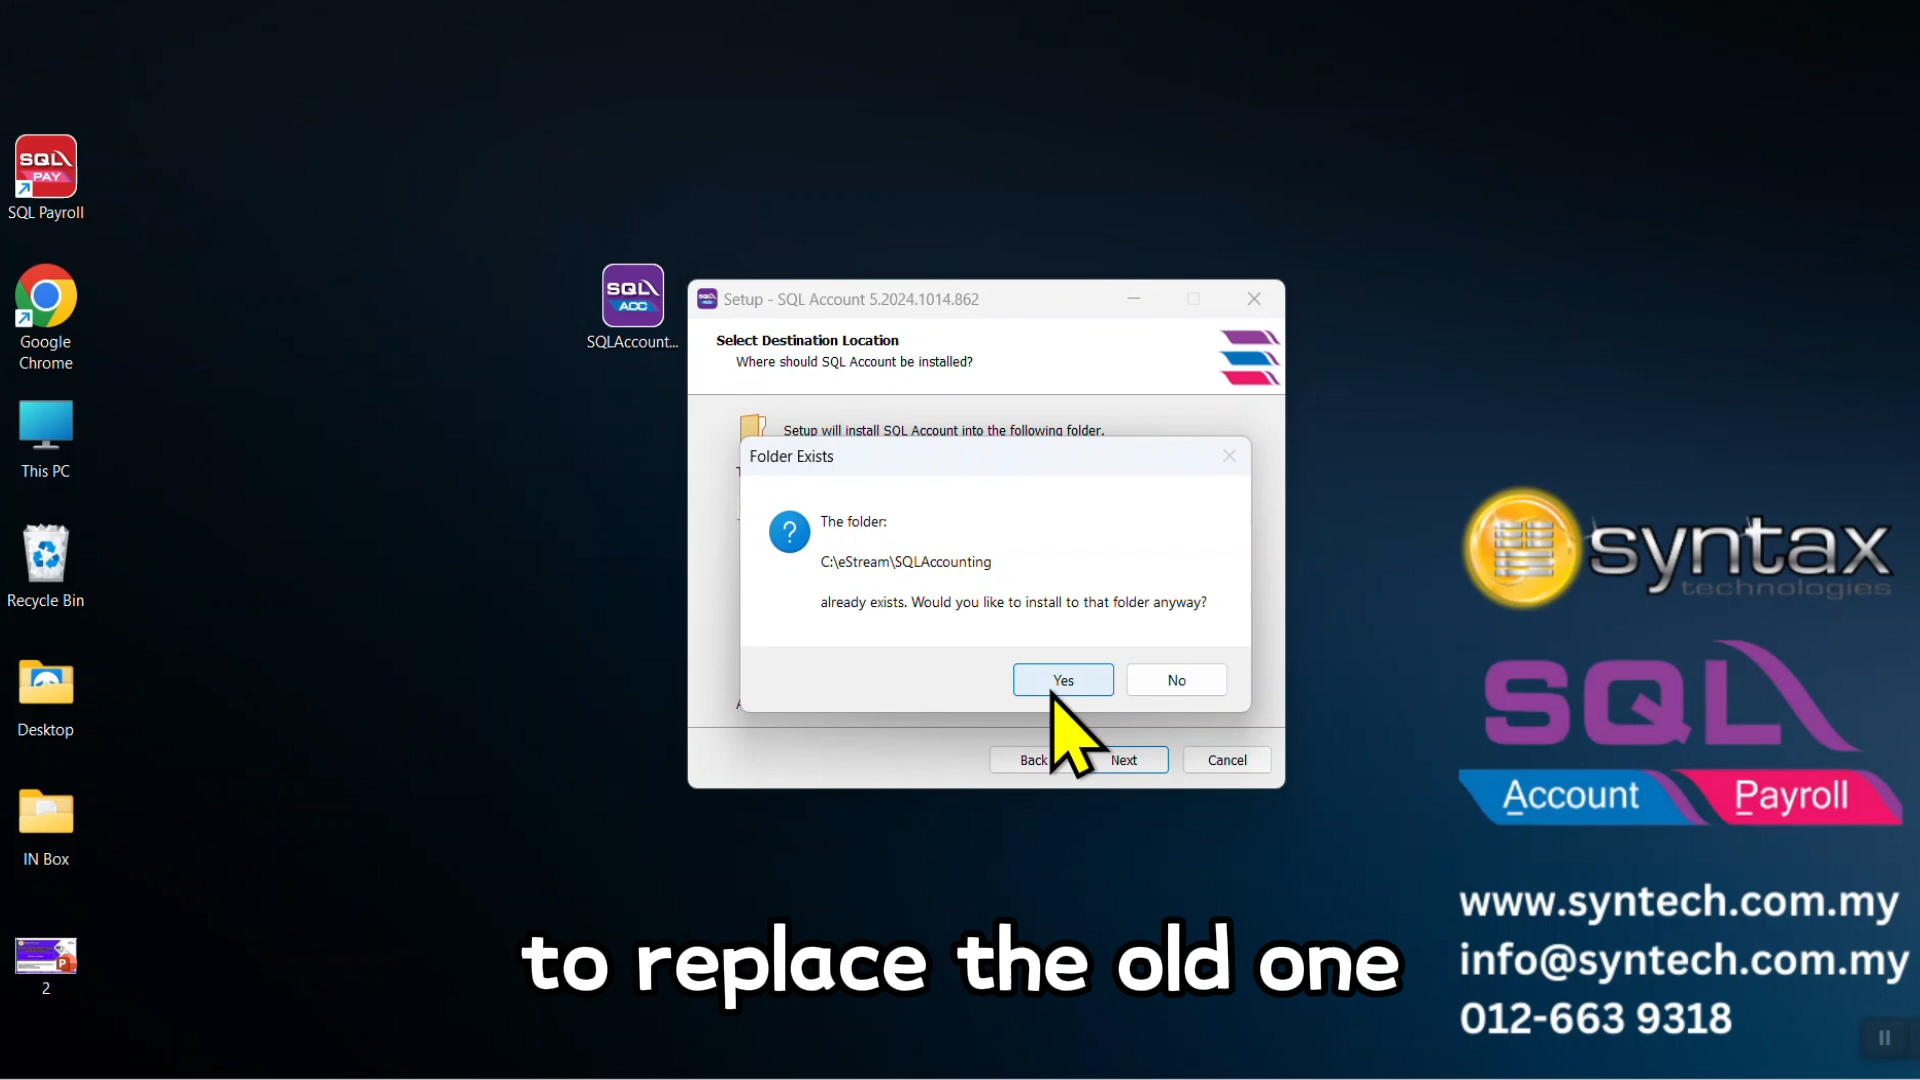 SQL
PAY
SQL Payroll
Google
Chrome
This PC
Recycle Bin
Desktop
IN Box
P
2
SQL
ACC
SQLAccount...
Setup - SQL Account 5.2024.1014.862
Select Destination Location
Where should SQL Account be installed?
Setup will install SQL Account into the following folder.
Folder Exists
?
The folder:
C:\eStream\SQLAccounting
already exists. Would you like to install to that folder anyway?
Yes
No
Back
Next
Cancel
syntax
technologies
SQL
Account
Payroll
www.syntech.com.my
info@syntech.com.my
012-663 9318
to replace the old one